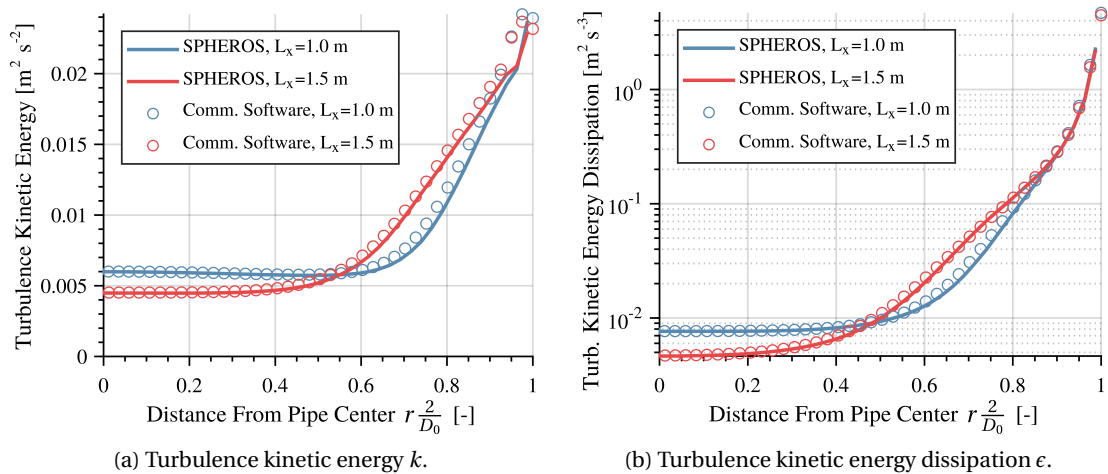 Turbulence Kinetic Energy [m² s⁻²]
0.02
0.015
0.01
0.005
0
SPHEROS, Lₓ=1.0 m
SPHEROS, Lₓ=1.5 m
Comm. Software, Lₓ=1.0 m
Comm. Software, Lₓ=1.5 m
0 0.2 0.4 0.6 0.8 1
Distance From Pipe Center r 2/D₀ [-]
(a) Turbulence kinetic energy k.
Turb. Kinetic Energy Dissipation [m² s⁻³]
10⁰
10⁻¹
10⁻²
SPHEROS, Lₓ=1.0 m
SPHEROS, Lₓ=1.5 m
Comm. Software, Lₓ=1.0 m
Comm. Software, Lₓ=1.5 m
0 0.2 0.4 0.6 0.8 1
Distance From Pipe Center r 2/D₀ [-]
(b) Turbulence kinetic energy dissipation ϵ.